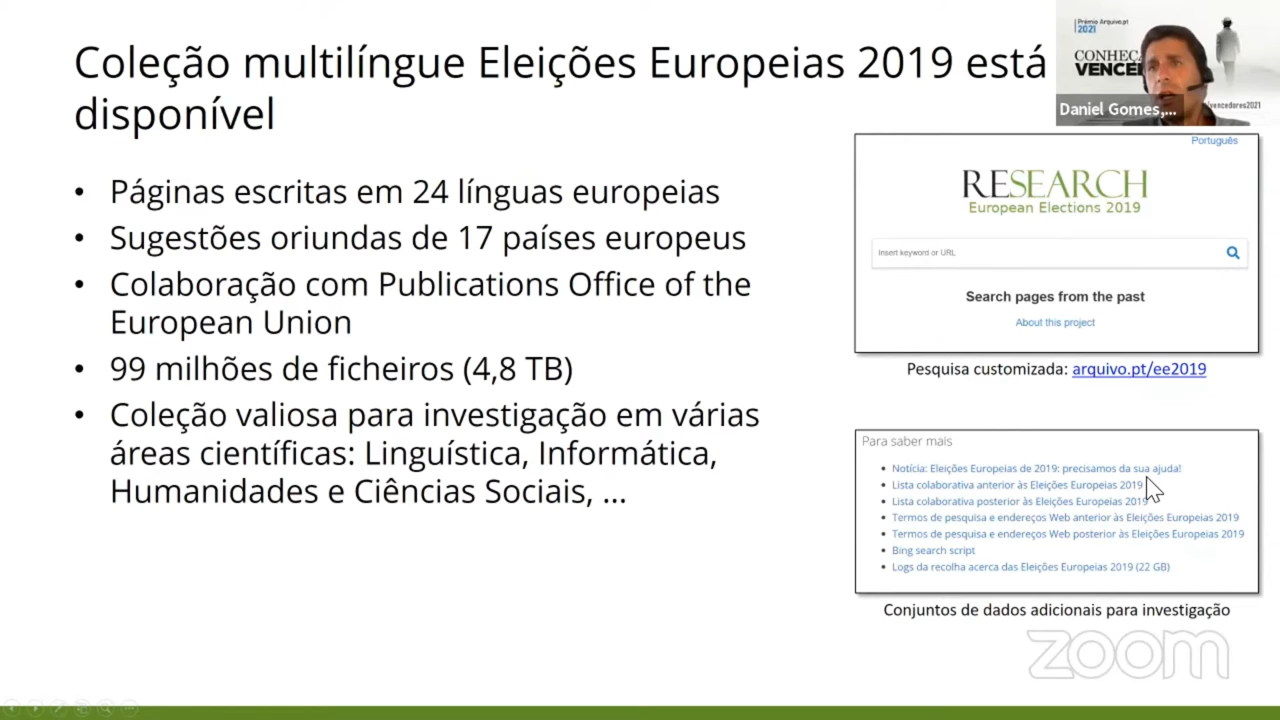 Coleção multilíngue Eleições Europeias 2019 está
disponível
• Páginas escritas em 24 línguas europeias
• Sugestões oriundas de 17 países europeus
• Colaboração com Publications Office of the
European Union
• 99 milhões de ficheiros (4,8 TB)
• Coleção valiosa para investigação em várias
áreas científicas: Linguística, Informática,
Humanidades e Ciências Sociais, ...
Prémio Arquivo.pt
2021
CONHEÇA
VENCE
/vencedores2021
Daniel Gomes,...
Português
RESEARCH
European Elections 2019
Insert keyword or URL
Search pages from the past
About this project
Pesquisa customizada: arquivo.pt/ee2019
Para saber mais
• Notícia: Eleições Europeias de 2019: precisamos da sua ajuda!
• Lista colaborativa anterior às Eleições Europeias 2019
• Lista colaborativa posterior às Eleições Europeias 2019
• Termos de pesquisa e endereços Web anterior às Eleições Europeias 2019
• Termos de pesquisa e endereços Web posterior às Eleições Europeias 2019
• Bing search script
• Logs da recolha acerca das Eleições Europeias 2019 (22 GB)
Conjuntos de dados adicionais para investigação
zoom